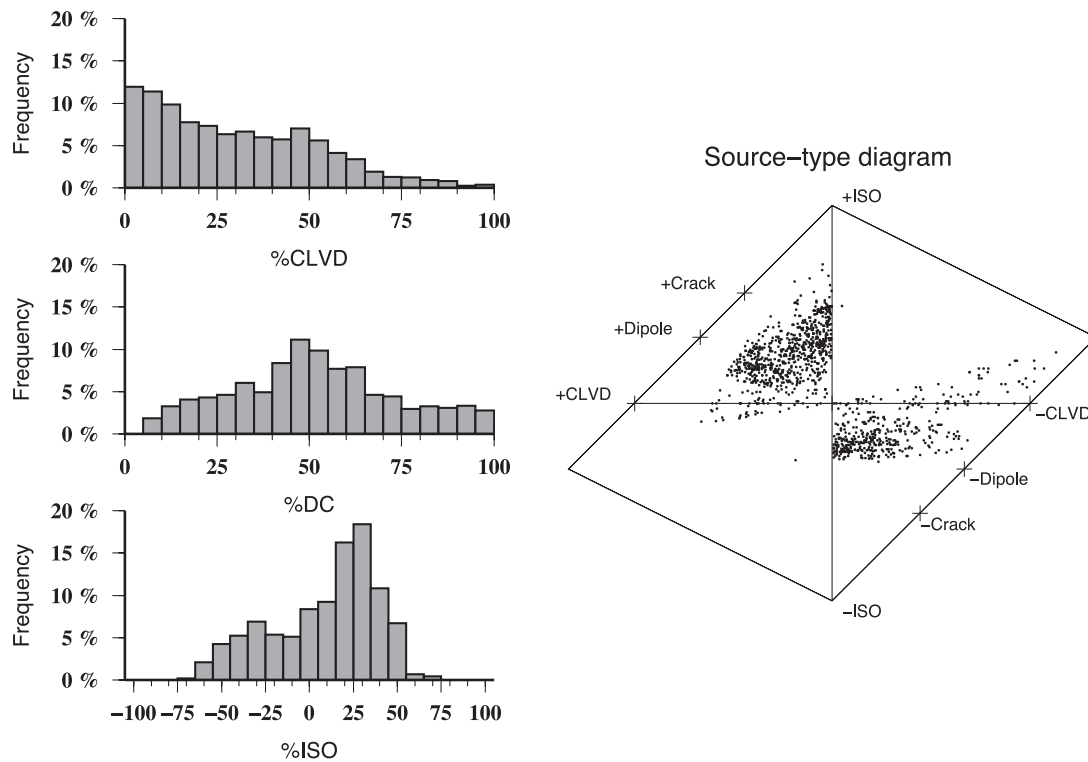 20 %
15 %
10 %
5 %
0 %
Frequency
0 25 50 75 100
%CLVD
20 %
15 %
10 %
5 %
0 %
Frequency
0 25 50 75 100
%DC
20 %
15 %
10 %
5 %
0 %
Frequency
−100 −75 −50 −25 0 25 50 75 100
%ISO
Source−type diagram
+ISO
+Crack
+Dipole
+CLVD
−CLVD
−Dipole
−Crack
−ISO